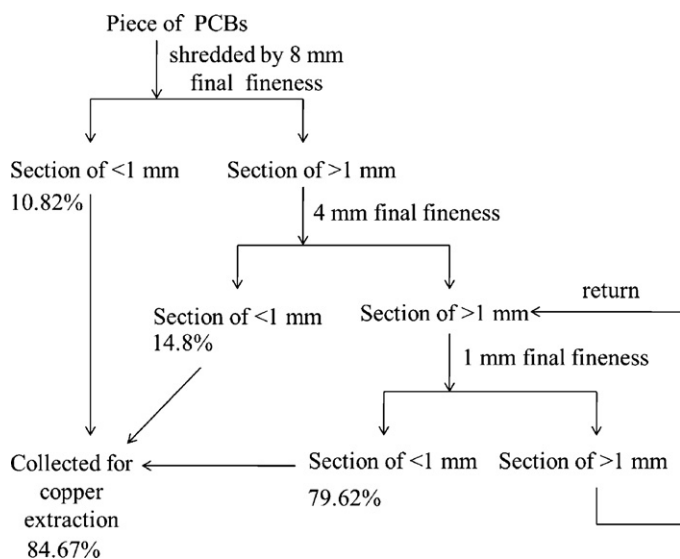 Piece of PCBs
shredded by 8 mm
final fineness
Section of <1 mm
10.82%
Section of >1 mm
4 mm final fineness
Section of <1 mm
14.8%
Section of >1 mm
return
1 mm final fineness
Collected for
copper
extraction
84.67%
Section of <1 mm
79.62%
Section of >1 mm